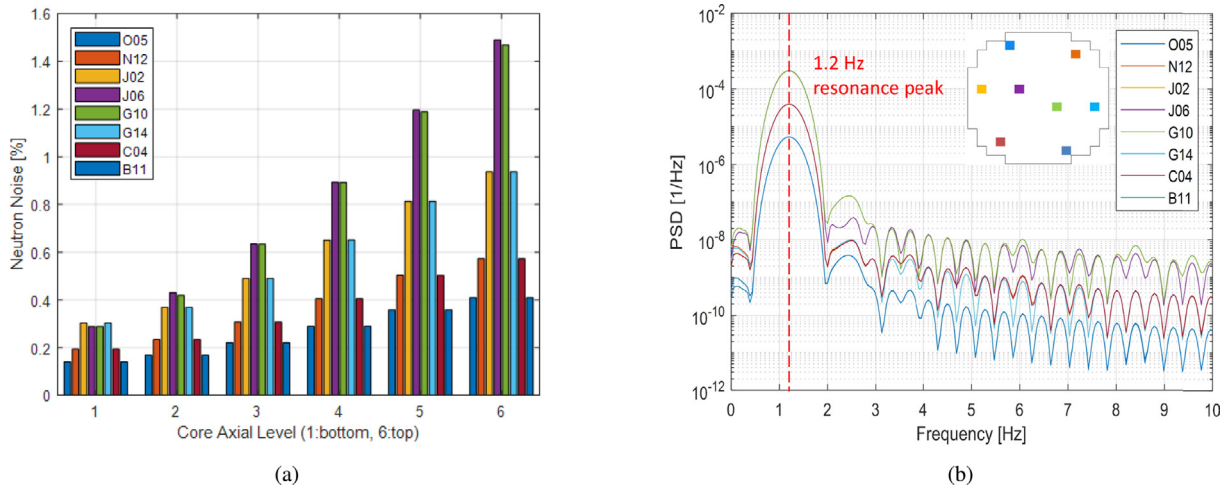 1.6
1.4
1.2
1
0.8
0.6
0.4
0.2
0
Neutron Noise [%]
O05
N12
J02
J06
G10
G14
C04
B11
1 2 3 4 5 6
Core Axial Level (1:bottom, 6:top)
(a)
10-2
10-4
10-6
10-8
10-10
10-12
PSD [1/Hz]
1.2 Hz
resonance peak
O05
N12
J02
J06
G10
G14
C04
B11
0 1 2 3 4 5 6 7 8 9 10
Frequency [Hz]
(b)